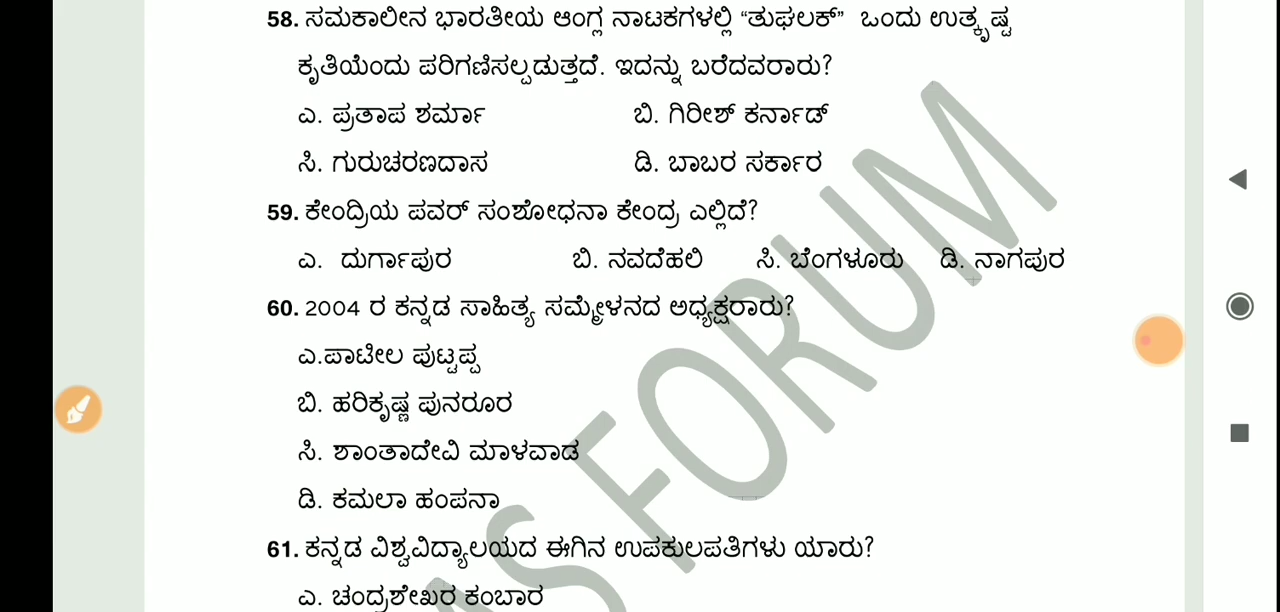 58. ಸಮಕಾಲೀನ ಭಾರತೀಯ ಆಂಗ್ಲ ನಾಟಕಗಳಲ್ಲಿ “ತುಘಲಕ್” ಒಂದು ಉತ್ಕೃಷ್ಟ
ಕೃತಿಯೆಂದು ಪರಿಗಣಿಸಲ್ಪಡುತ್ತದೆ. ಇದನ್ನು ಬರೆದವರಾರು?
ಎ. ಪ್ರತಾಪ ಶರ್ಮಾ ಬಿ. ಗಿರೀಶ್ ಕರ್ನಾಡ್
ಸಿ. ಗುರುಚರಣದಾಸ ಡಿ. ಬಾಬರ ಸರ್ಕಾರ
59. ಕೇಂದ್ರಿಯ ಪವರ್ ಸಂಶೋಧನಾ ಕೇಂದ್ರ ಎಲ್ಲಿದೆ?
ಎ. ದುರ್ಗಾಪುರ ಬಿ. ನವದೆಹಲಿ ಸಿ. ಬೆಂಗಳೂರು ಡಿ. ನಾಗಪುರ
60. 2004 ರ ಕನ್ನಡ ಸಾಹಿತ್ಯ ಸಮ್ಮೇಳನದ ಅಧ್ಯಕ್ಷರಾರು?
ಎ.ಪಾಟೀಲ ಪುಟ್ಟಪ್ಪ
ಬಿ. ಹರಿಕೃಷ್ಣ ಪುನರೂರ
ಸಿ. ಶಾಂತಾದೇವಿ ಮಾಳವಾಡ
ಡಿ. ಕಮಲಾ ಹಂಪನಾ
61. ಕನ್ನಡ ವಿಶ್ವವಿದ್ಯಾಲಯದ ಈಗಿನ ಉಪಕುಲಪತಿಗಳು ಯಾರು?
ಎ. ಚಂದ್ರಶೇಖರ ಕಂಬಾರ
AS FORUM